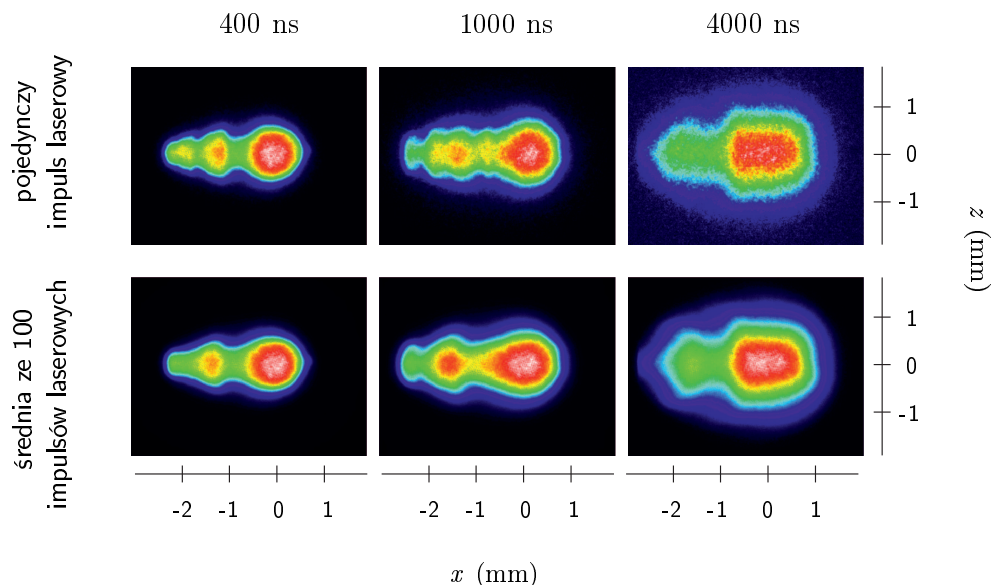 400 ns 1000 ns 4000 ns
pojedynczy
impuls laserowy
1
0
-1
z (mm)
średnia ze 100
impulsów laserowych
1
0
-1
-2 -1 0 1 -2 -1 0 1 -2 -1 0 1
x (mm)